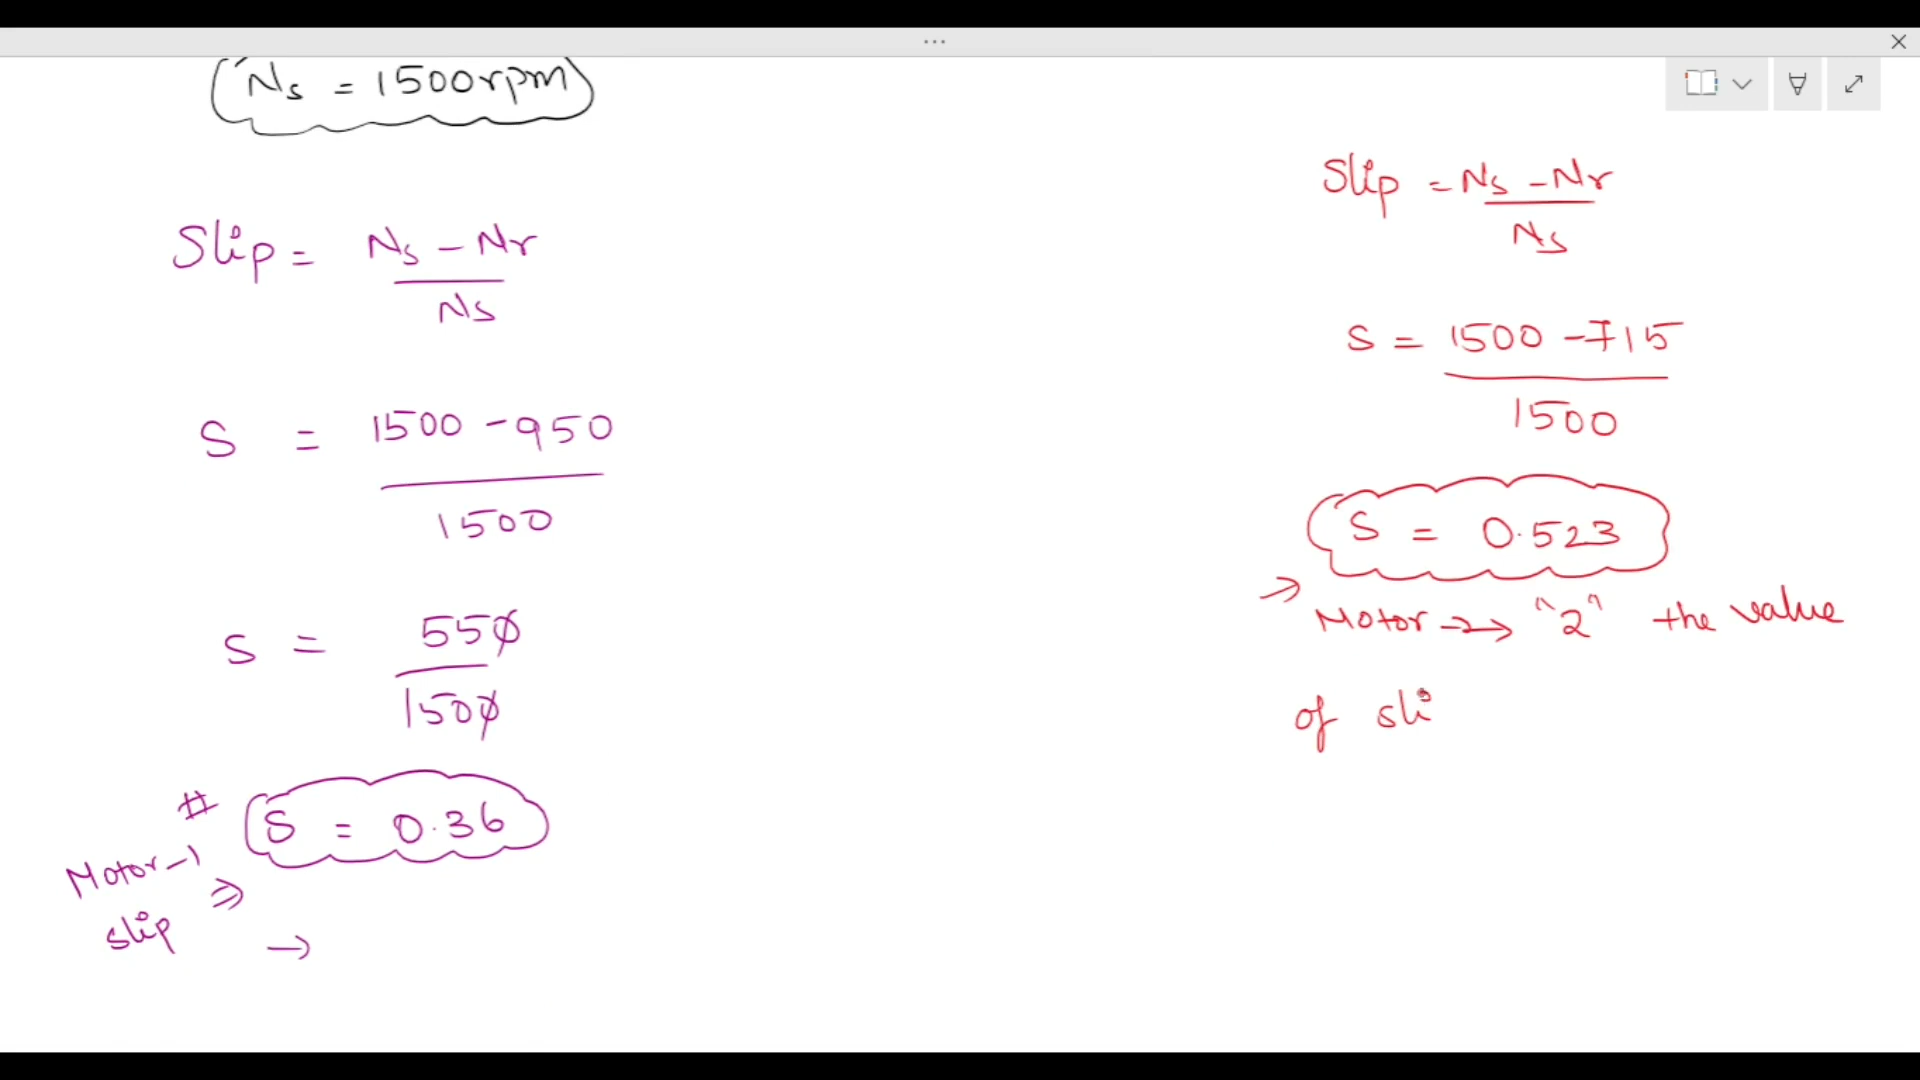 Ns = 1500rpm
Slip = Ns - Nr
Ns
S = 1500 - 950
1500
S = 550
1500
# S = 0.36
Motor-1
slip ⇒
→
Slip = Ns - Nr
Ns
S = 1500 - 715
1500
S = 0.523
→ Motor → "2" the value
of sli